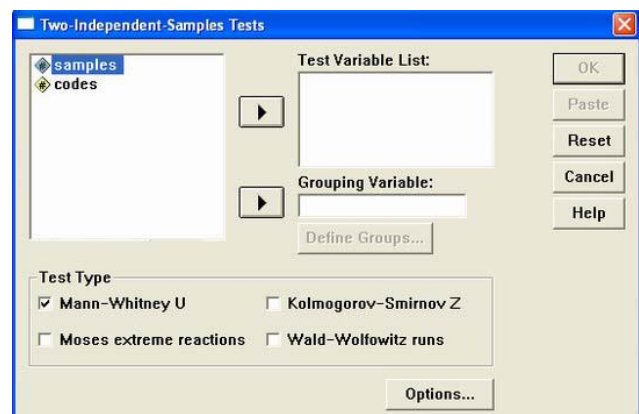 Two-Independent-Samples Tests
samples
codes
Test Variable List:
Grouping Variable:
Define Groups...
OK
Paste
Reset
Cancel
Help
Test Type
Mann-Whitney U
Kolmogorov-Smirnov Z
Moses extreme reactions
Wald-Wolfowitz runs
Options...